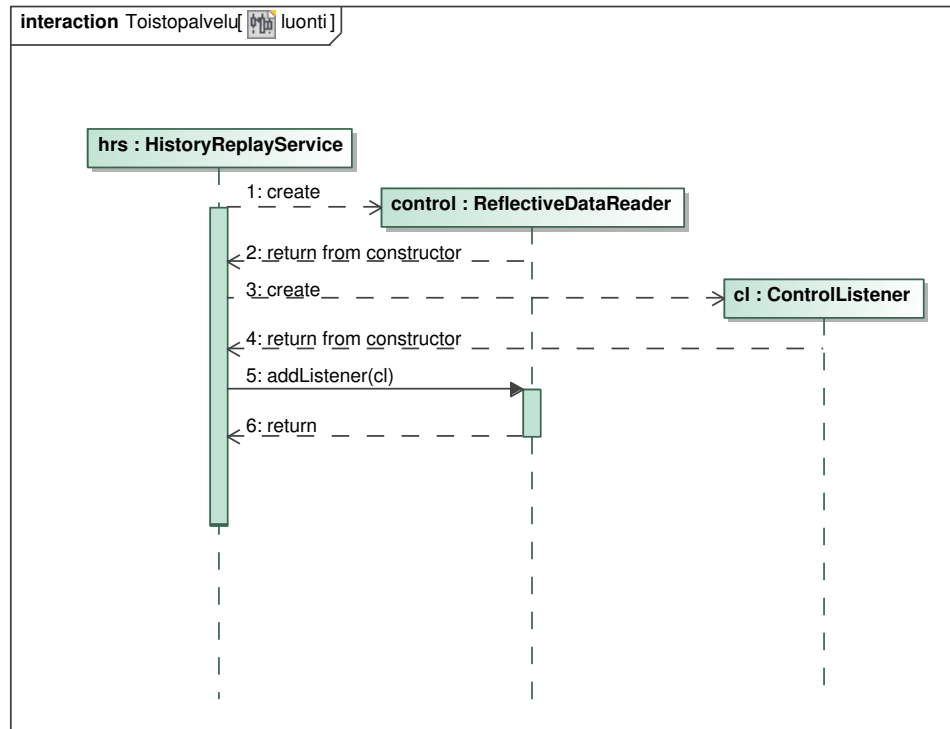 interaction Toistopalvelu[ luonti ]
hrs : HistoryReplayService
1: create
control : ReflectiveDataReader
2: return from constructor
3: create
cl : ControlListener
4: return from constructor
5: addListener(cl)
6: return